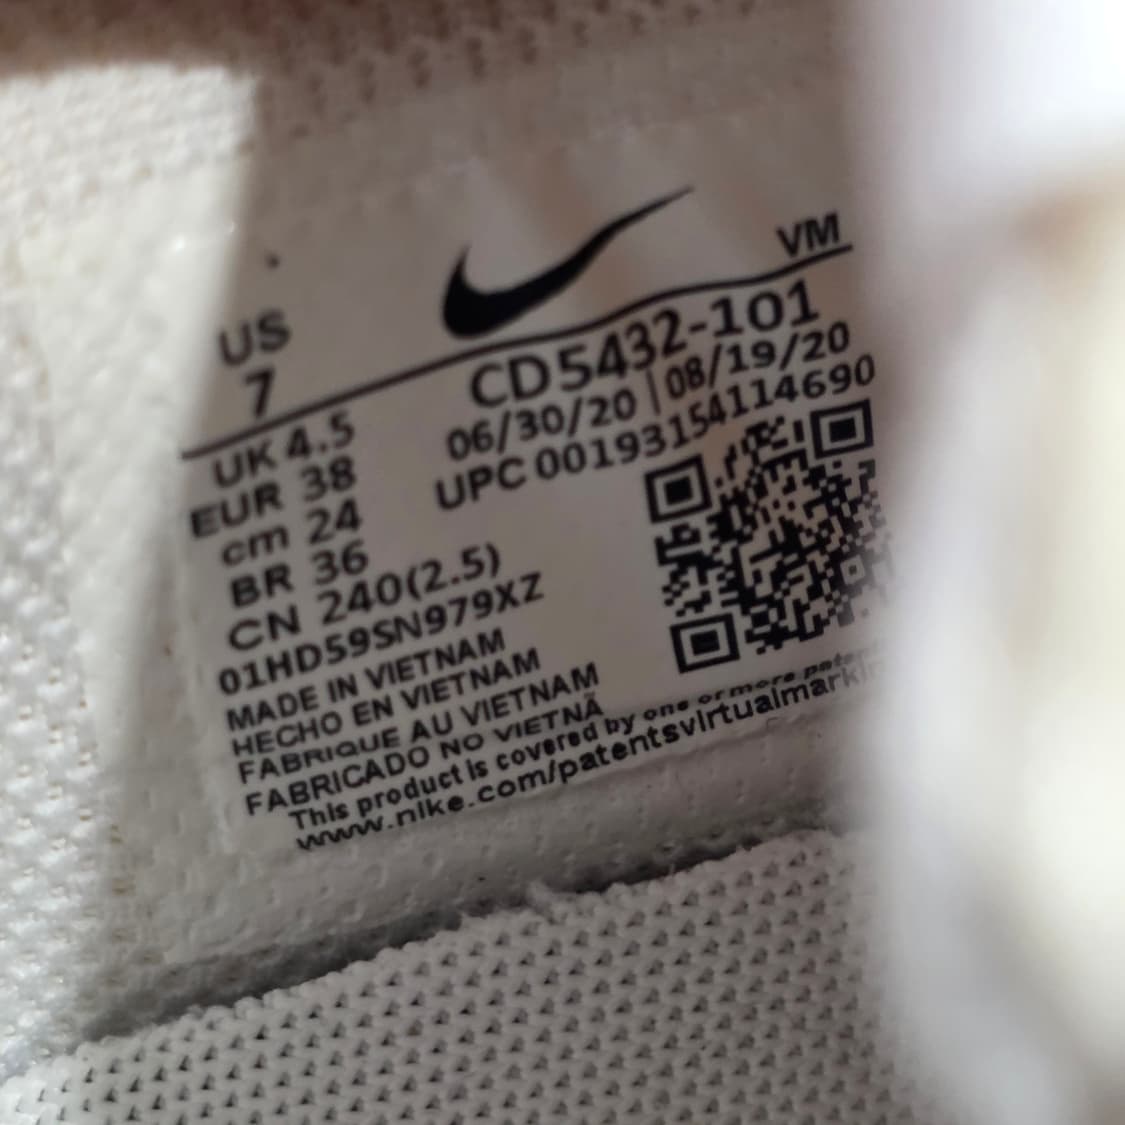 VM
US
7
CD5432-101
06/30/20 | 08/19/20
UPC 00193154114690
UK 4.5
EUR 38
cm 24
BR 36
CN 240(2.5)
01HD59SN979XZ
MADE IN VIETNAM
HECHO EN VIETNAM
FABRIQUE AU VIETNAM
FABRICADO NO VIETNÃ
This product is covered by one or more
www.nike.com/patentsvirtualmarki